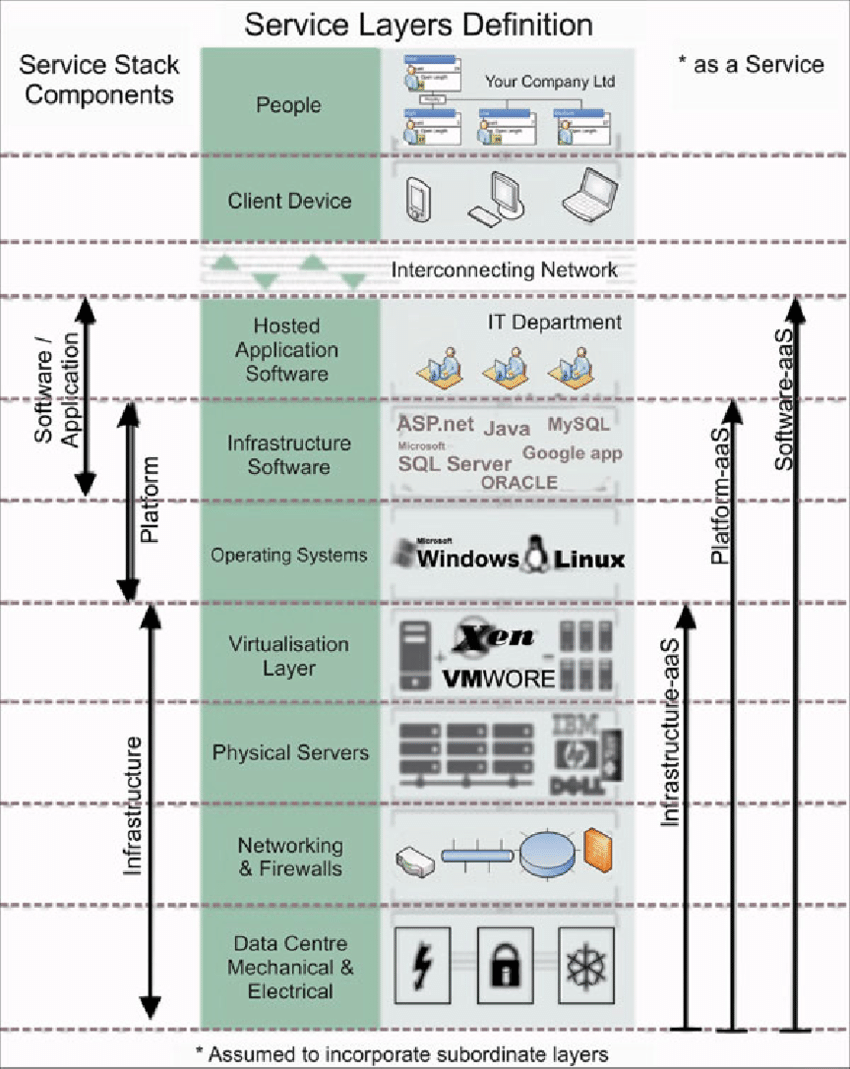 Service Layers Definition
Service Stack
Components
* as a Service
People
Your Company Ltd
Client Device
Interconnecting Network
Hosted
Application
Software
IT Department
Software /
Application
Software-aaS
Infrastructure
Software
ASP.net
Java
MySQL
Microsoft
SQL Server
Google app
ORACLE
Platform
Platform-aaS
Operating Systems
Microsoft
Windows
Linux
Virtualisation
Layer
Xen
VMWORE
Physical Servers
IBM
hp
DELL
Infrastructure
Infrastructure-aaS
Networking
& Firewalls
Data Centre
Mechanical &
Electrical
* Assumed to incorporate subordinate layers